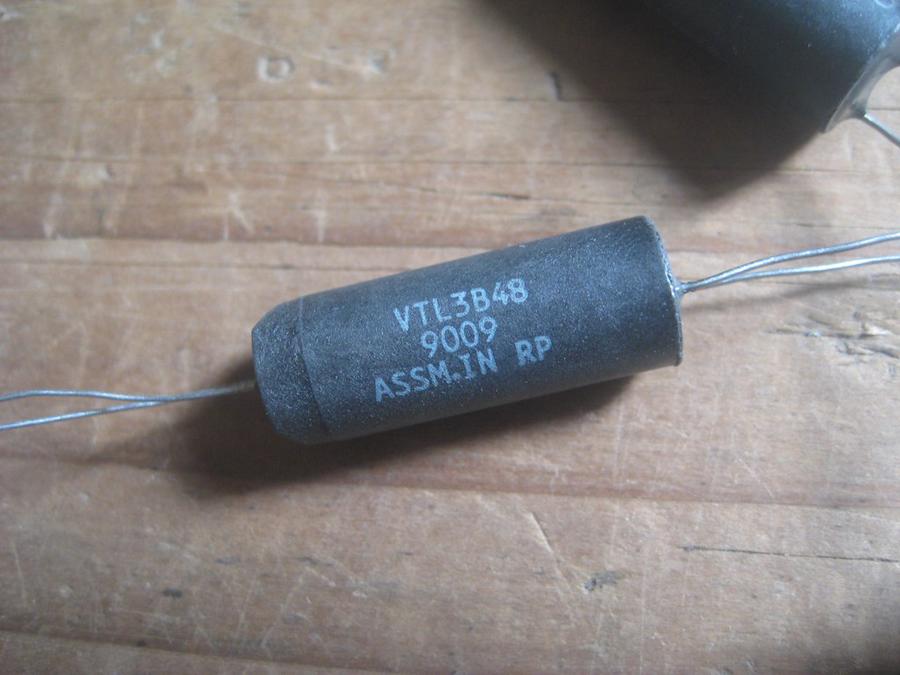 VTL3B48
9009
ASSM.IN RP